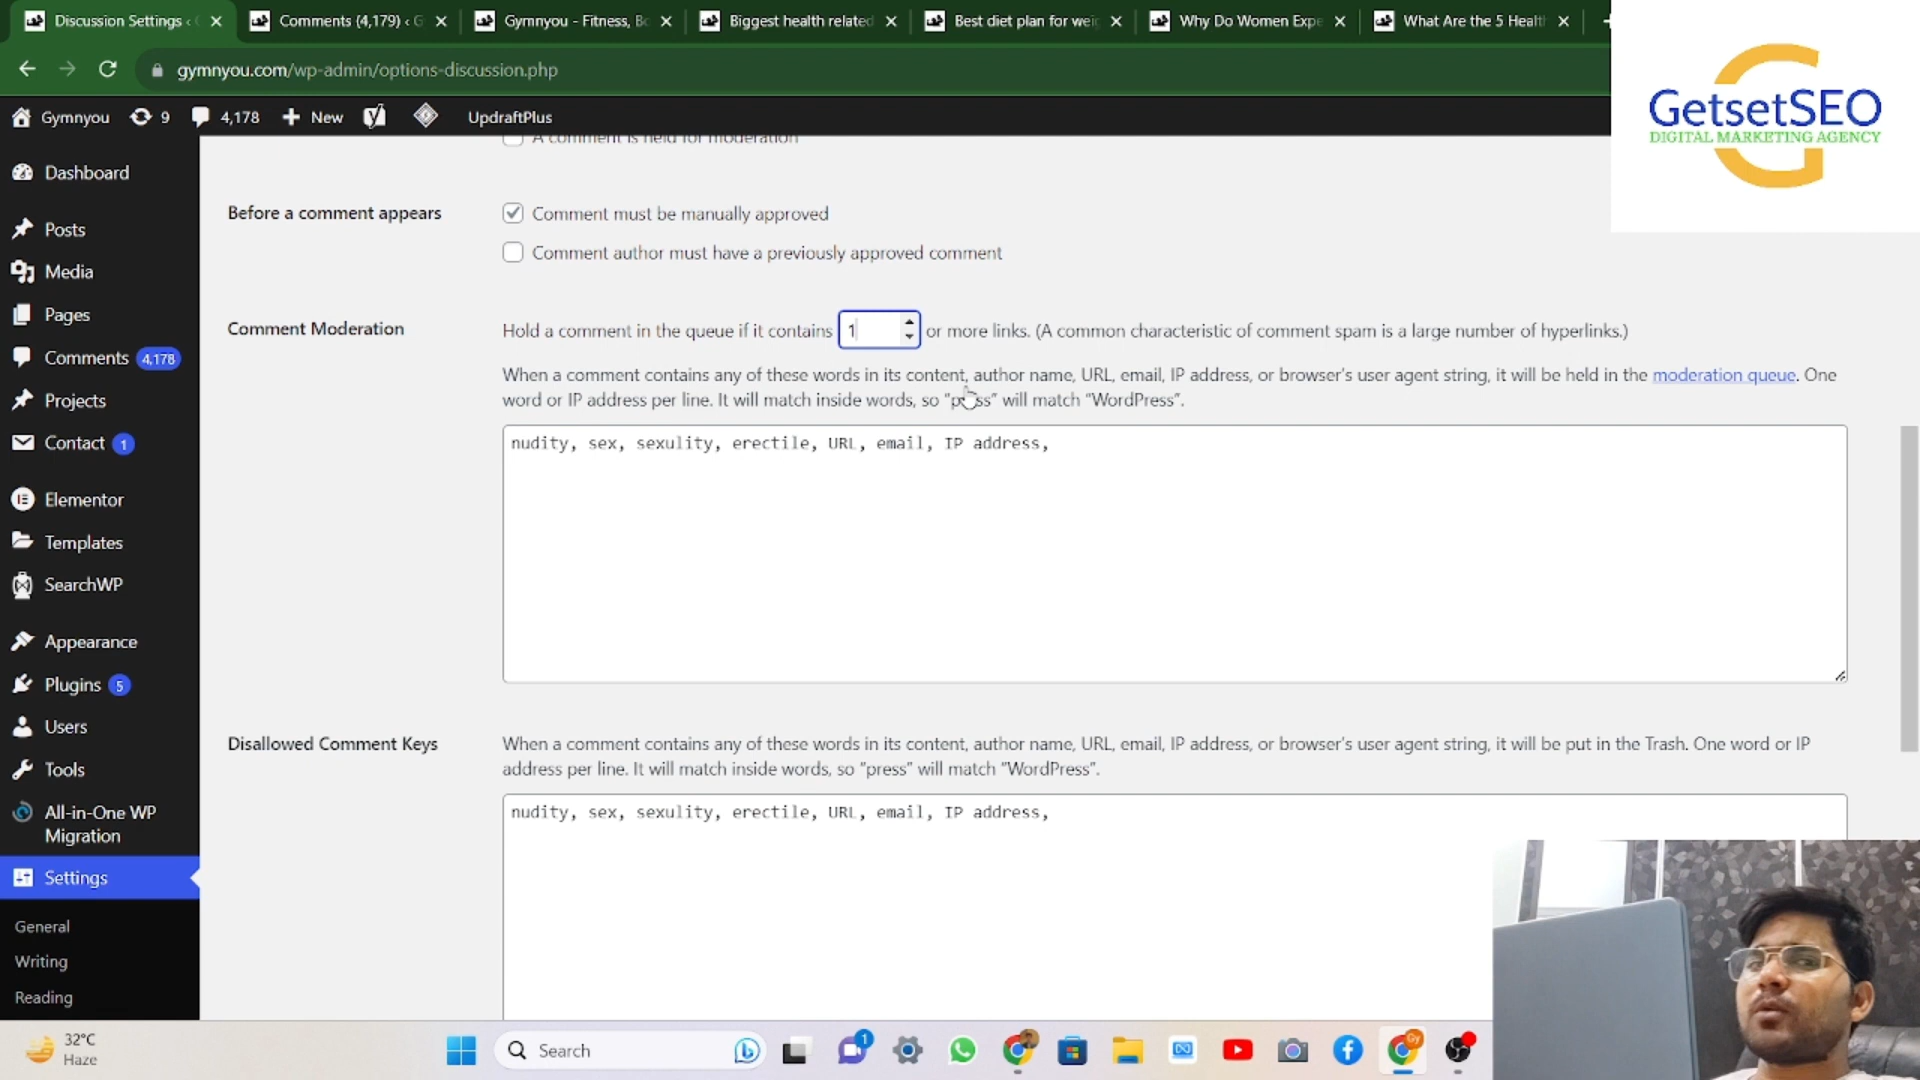 Discussion Settings ‹
Comments (4,179) ‹ G
Gymnyou - Fitness, Bo
Biggest health related
Best diet plan for wei
Why Do Women Expe
What Are the 5 Healt
gymnyou.com/wp-admin/options-discussion.php
GetsetSEO
DIGITAL MARKETING AGENCY
Gymnyou 9 4,178 New UpdraftPlus
A comment is held for moderation
Dashboard
Posts
Media
Pages
Comments 4,178
Projects
Contact 1
Elementor
Templates
SearchWP
Appearance
Plugins 5
Users
Tools
All-in-One WP
Migration
Settings
General
Writing
Reading
Before a comment appears
Comment must be manually approved
Comment author must have a previously approved comment
Comment Moderation
Hold a comment in the queue if it contains 1 or more links. (A common characteristic of comment spam is a large number of hyperlinks.)
When a comment contains any of these words in its content, author name, URL, email, IP address, or browser's user agent string, it will be held in the moderation queue. One
word or IP address per line. It will match inside words, so "press" will match "WordPress".
nudity, sex, sexulity, erectile, URL, email, IP address,
Disallowed Comment Keys
When a comment contains any of these words in its content, author name, URL, email, IP address, or browser's user agent string, it will be put in the Trash. One word or IP
address per line. It will match inside words, so "press" will match "WordPress".
nudity, sex, sexulity, erectile, URL, email, IP address,
32°C
Haze
Search
1
Gy